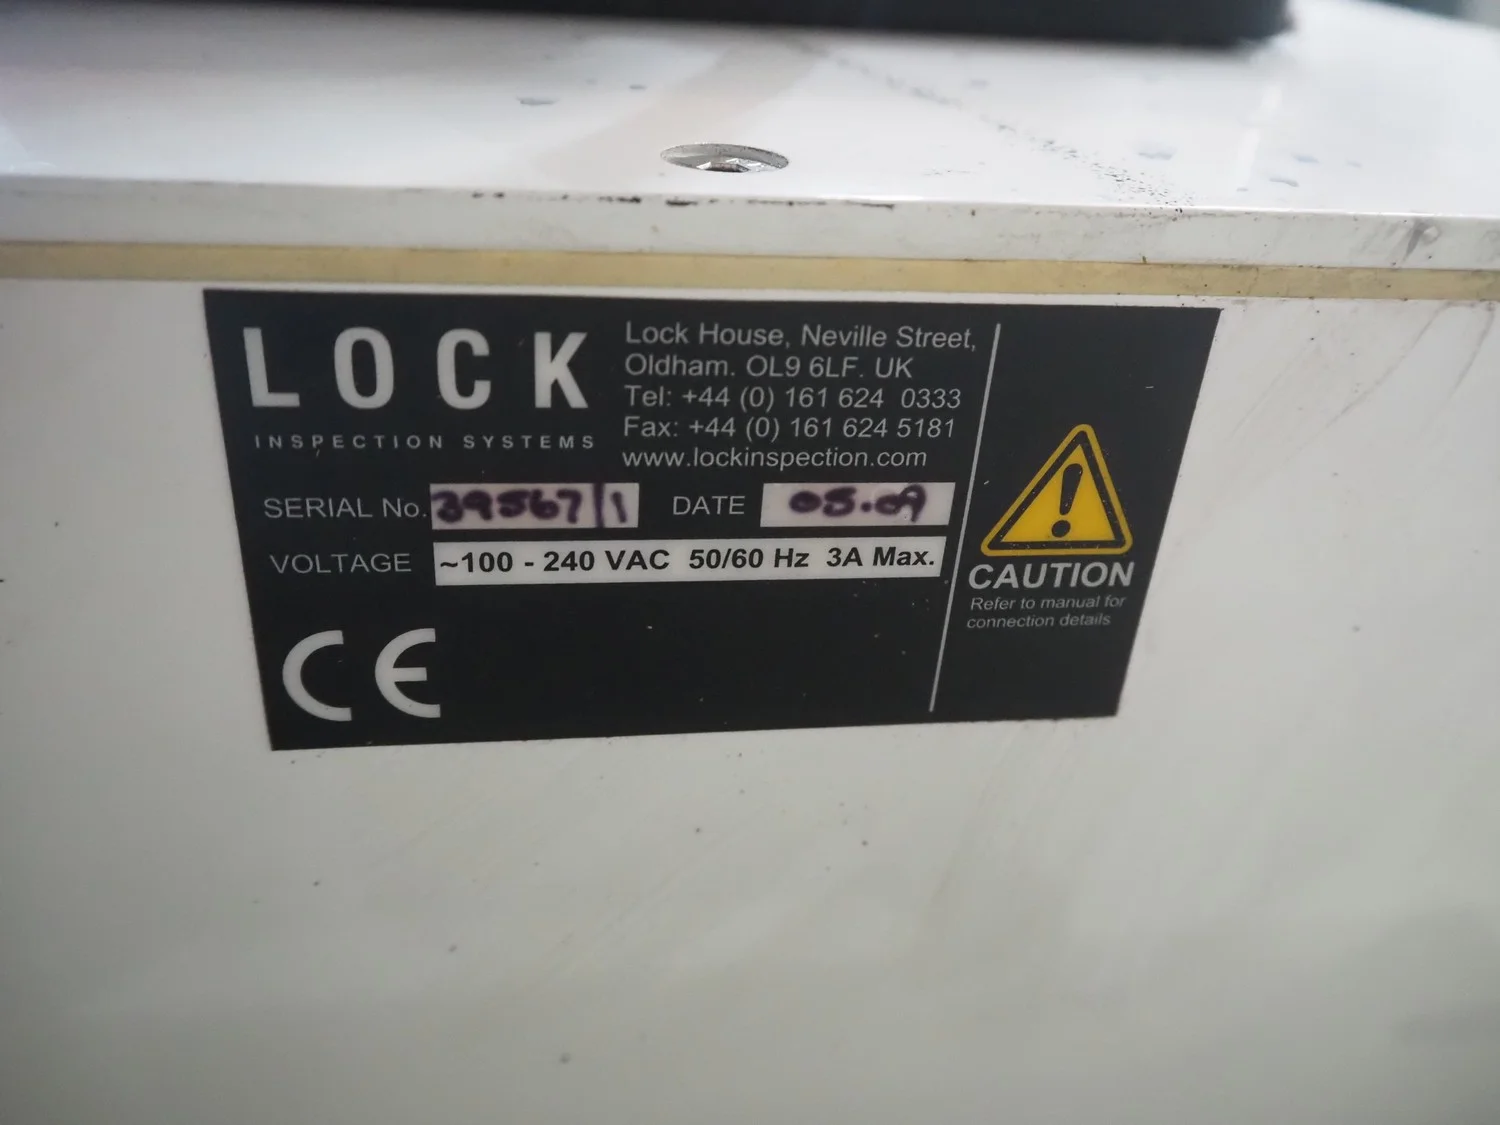 LOCK
INSPECTION SYSTEMS
Lock House, Neville Street,
Oldham. OL9 6LF. UK
Tel: +44 (0) 161 624 0333
Fax: +44 (0) 161 624 5181
www.lockinspection.com
SERIAL No. 39567/1 DATE 05.09
VOLTAGE ~100 - 240 VAC 50/60 Hz 3A Max.
CE
CAUTION
Refer to manual for
connection details